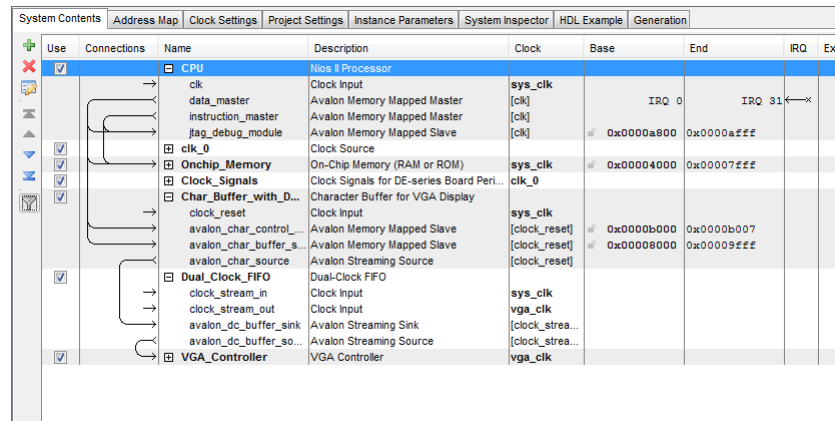 System Contents Address Map Clock Settings Project Settings Instance Parameters System Inspector HDL Example Generation
Use Connections Name Description Clock Base End IRQ Ex
CPU Nios II Processor
clk Clock Input sys_clk
data_master Avalon Memory Mapped Master [clk] IRQ 0 IRQ 31
instruction_master Avalon Memory Mapped Master [clk]
jtag_debug_module Avalon Memory Mapped Slave [clk] 0x0000a800 0x0000afff
clk_0 Clock Source
Onchip_Memory On-Chip Memory (RAM or ROM) sys_clk 0x00004000 0x00007fff
Clock_Signals Clock Signals for DE-series Board Peri... clk_0
Char_Buffer_with_D... Character Buffer for VGA Display
clock_reset Clock Input sys_clk
avalon_char_control_... Avalon Memory Mapped Slave [clock_reset] 0x0000b000 0x0000b007
avalon_char_buffer_s... Avalon Memory Mapped Slave [clock_reset] 0x00008000 0x00009fff
avalon_char_source Avalon Streaming Source [clock_reset]
Dual_Clock_FIFO Dual-Clock FIFO
clock_stream_in Clock Input sys_clk
clock_stream_out Clock Input vga_clk
avalon_dc_buffer_sink Avalon Streaming Sink [clock_strea...
avalon_dc_buffer_so... Avalon Streaming Source [clock_strea...
VGA_Controller VGA Controller vga_clk